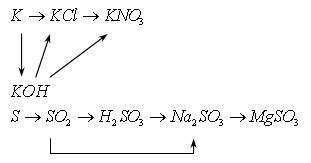 K → KCl → KNO₃
KOH
S → SO₂ → H₂SO₃ → Na₂SO₃ → MgSO₃